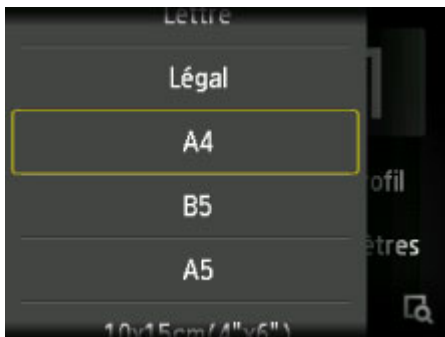 Lettre
Légal
A4
B5
A5
10x15cm(4"x6")
ofil
ètres